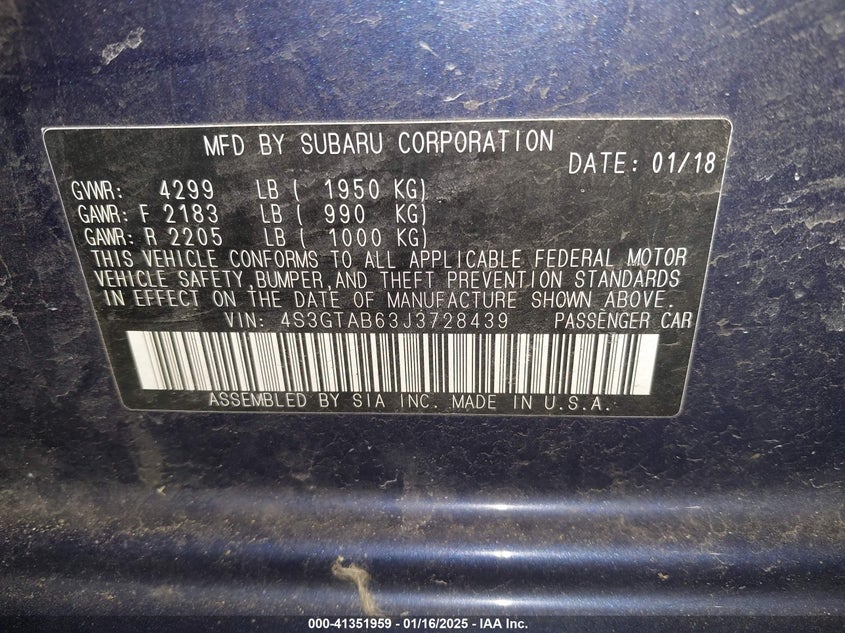 MFD BY SUBARU CORPORATION
DATE: 01/18
GVWR: 4299 LB ( 1950 KG)
GAWR: F 2183 LB ( 990 KG)
GAWR: R 2205 LB ( 1000 KG)
THIS VEHICLE CONFORMS TO ALL APPLICABLE FEDERAL MOTOR
VEHICLE SAFETY,BUMPER,AND THEFT PREVENTION STANDARDS
IN EFFECT ON THE DATE OF MANUFACTURE SHOWN ABOVE.
VIN: 4S3GTAB63J3728439 PASSENGER CAR
ASSEMBLED BY SIA INC. MADE IN U.S.A.
000-41351959 — 01/16/2025 — IAA Inc.